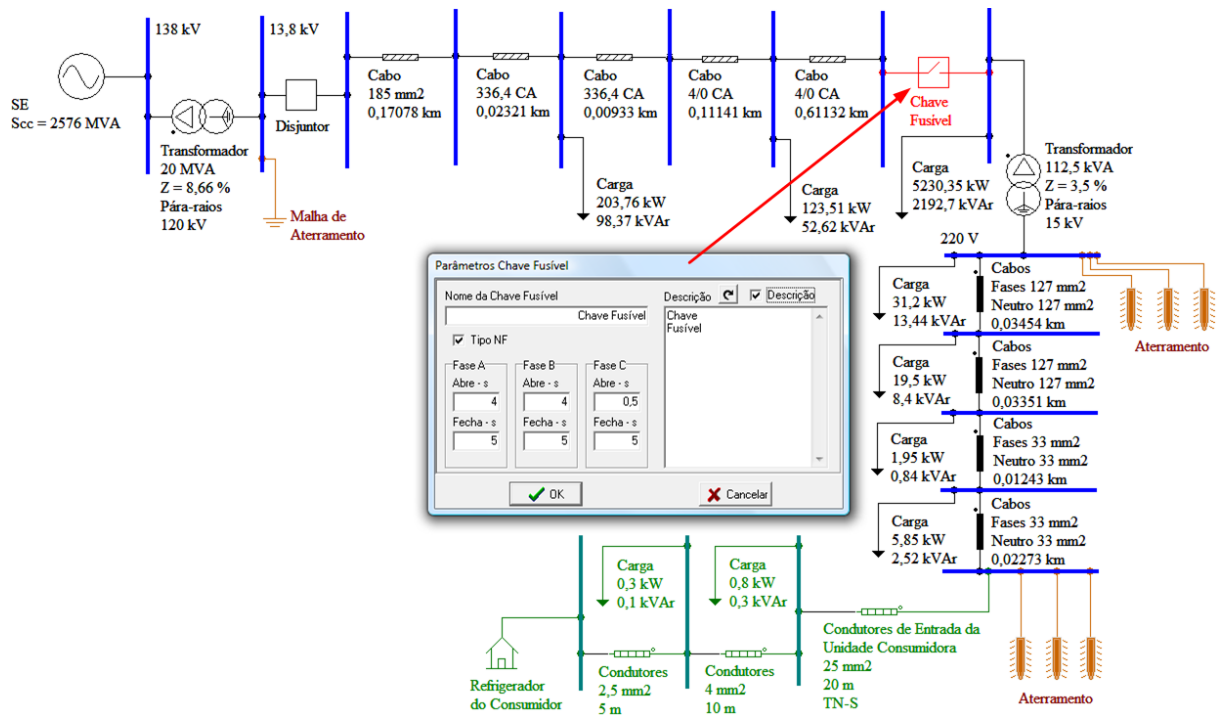 138 kV
13,8 kV
SE
Scc = 2576 MVA
Transformador
20 MVA
Z = 8,66 %
Pára-raios
120 kV
Disjuntor
Malha de
Aterramento
Cabo
185 mm2
0,17078 km
Cabo
336,4 CA
0,02321 km
Cabo
336,4 CA
0,00933 km
Cabo
4/0 CA
0,11141 km
Cabo
4/0 CA
0,61132 km
Chave
Fusível
Carga
203,76 kW
98,37 kVAr
Carga
123,51 kW
52,62 kVAr
Carga
5230,35 kW
2192,7 kVAr
Transformador
112,5 kVA
Z = 3,5 %
Pára-raios
15 kV
220 V
Parâmetros Chave Fusível
Nome da Chave Fusível
Chave Fusível
Tipo NF
Fase A
Abre - s
4
Fecha - s
5
Fase B
Abre - s
4
Fecha - s
5
Fase C
Abre - s
0,5
Fecha - s
5
Descrição
Descrição
Chave
Fusível
OK
Cancelar
Carga
31,2 kW
13,44 kVAr
Cabos
Fases 127 mm2
Neutro 127 mm2
0,03454 km
Aterramento
Carga
19,5 kW
8,4 kVAr
Cabos
Fases 127 mm2
Neutro 127 mm2
0,03351 km
Carga
1,95 kW
0,84 kVAr
Cabos
Fases 33 mm2
Neutro 33 mm2
0,01243 km
Carga
5,85 kW
2,52 kVAr
Cabos
Fases 33 mm2
Neutro 33 mm2
0,02273 km
Carga
0,3 kW
0,1 kVAr
Carga
0,8 kW
0,3 kVAr
Refrigerador
do Consumidor
Condutores
2,5 mm2
5 m
Condutores
4 mm2
10 m
Condutores de Entrada da
Unidade Consumidora
25 mm2
20 m
TN-S
Aterramento